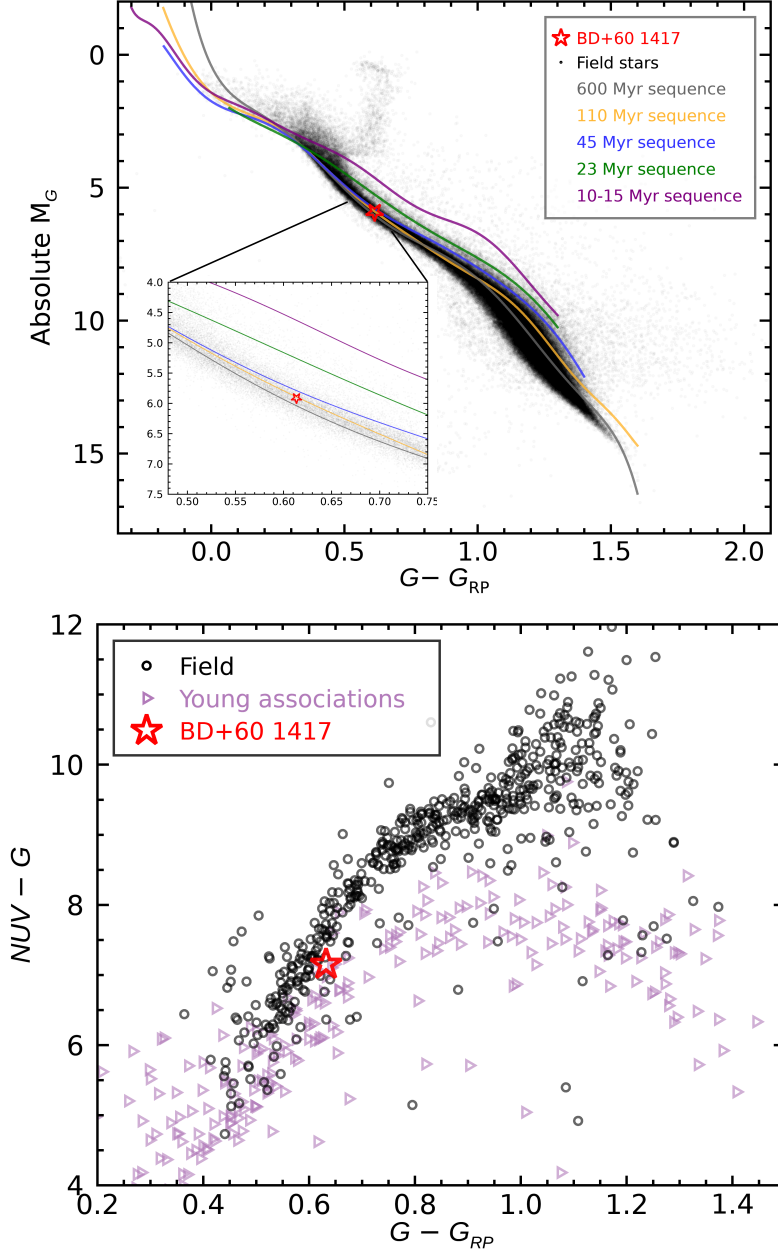 0
5
10
15
Absolute M_G
BD+60 1417
Field stars
600 Myr sequence
110 Myr sequence
45 Myr sequence
23 Myr sequence
10-15 Myr sequence
4.0
4.5
5.0
5.5
6.0
6.5
7.0
7.5
0.50 0.55 0.60 0.65 0.70 0.75
0.0 0.5 1.0 1.5 2.0
G − G_RP
12
10
8
6
4
NUV − G
Field
Young associations
BD+60 1417
0.2 0.4 0.6 0.8 1.0 1.2 1.4
G − G_RP